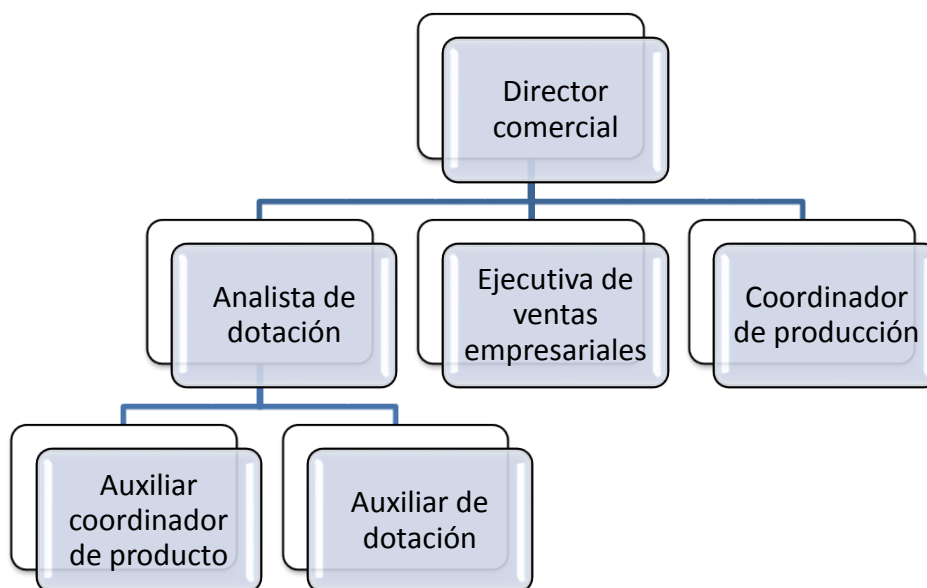 Director
comercial
Analista de
dotación
Ejecutiva de
ventas
empresariales
Coordinador
de producción
Auxiliar
coordinador
de producto
Auxiliar de
dotación